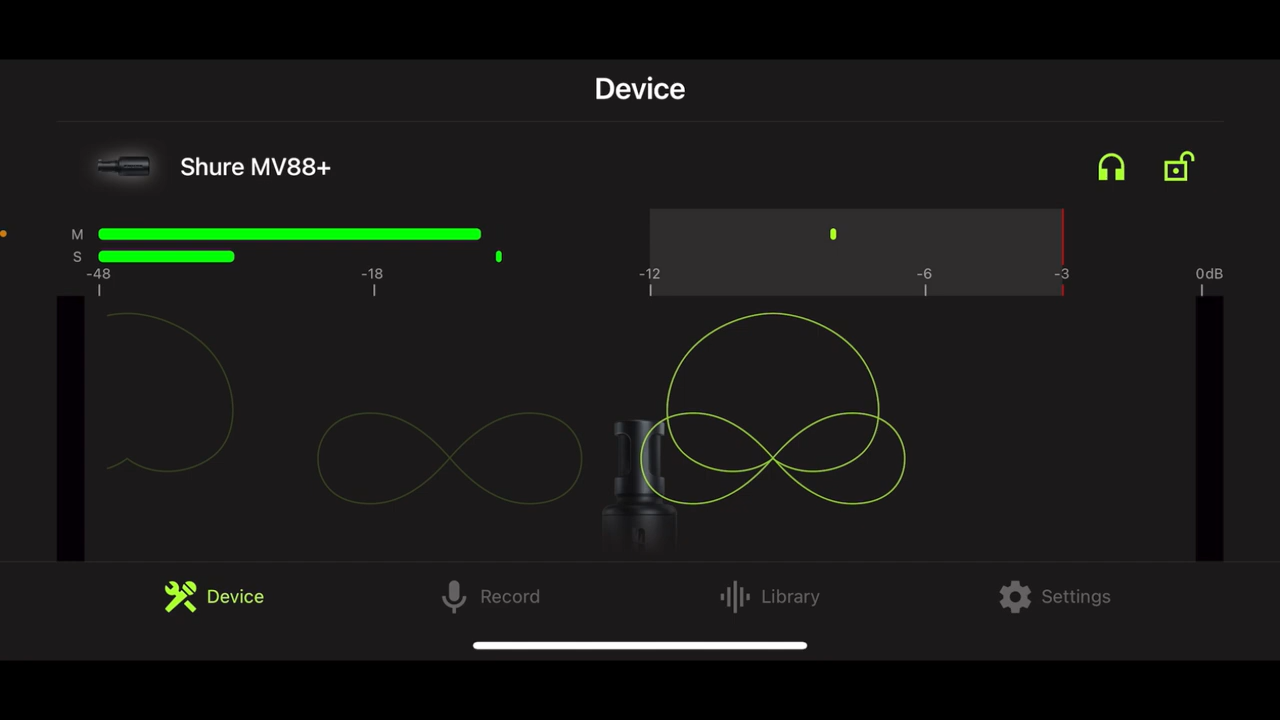 Device
Shure MV88+
M
S
-48 -18 -12 -6 -3 0dB
Device Record Library Settings